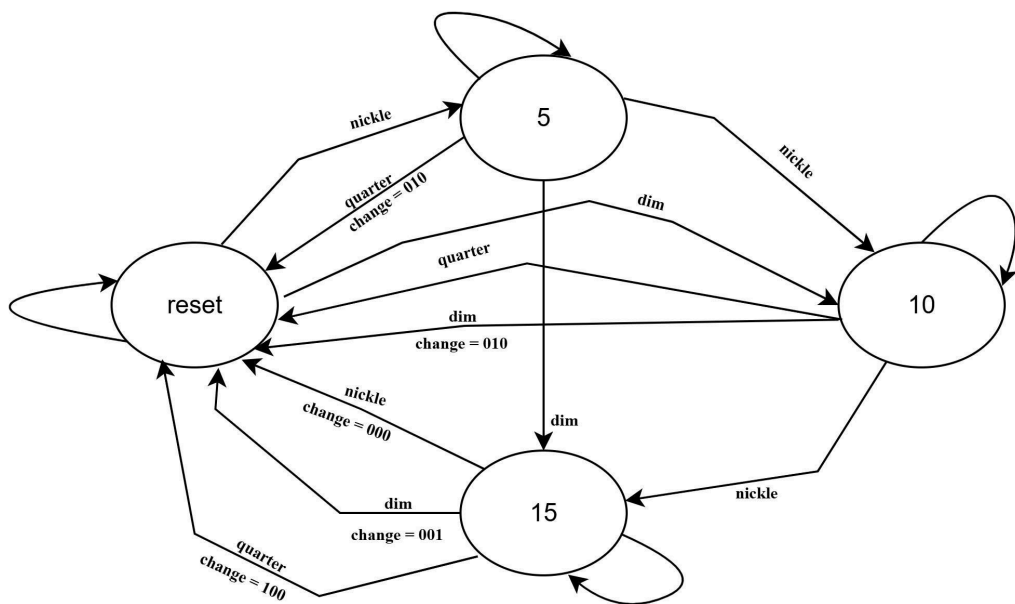 5
nickle
nickle
quarter
change = 010
dim
quarter
reset
10
dim
change = 010
nickle
change = 000
dim
nickle
dim
15
change = 001
quarter
change = 100